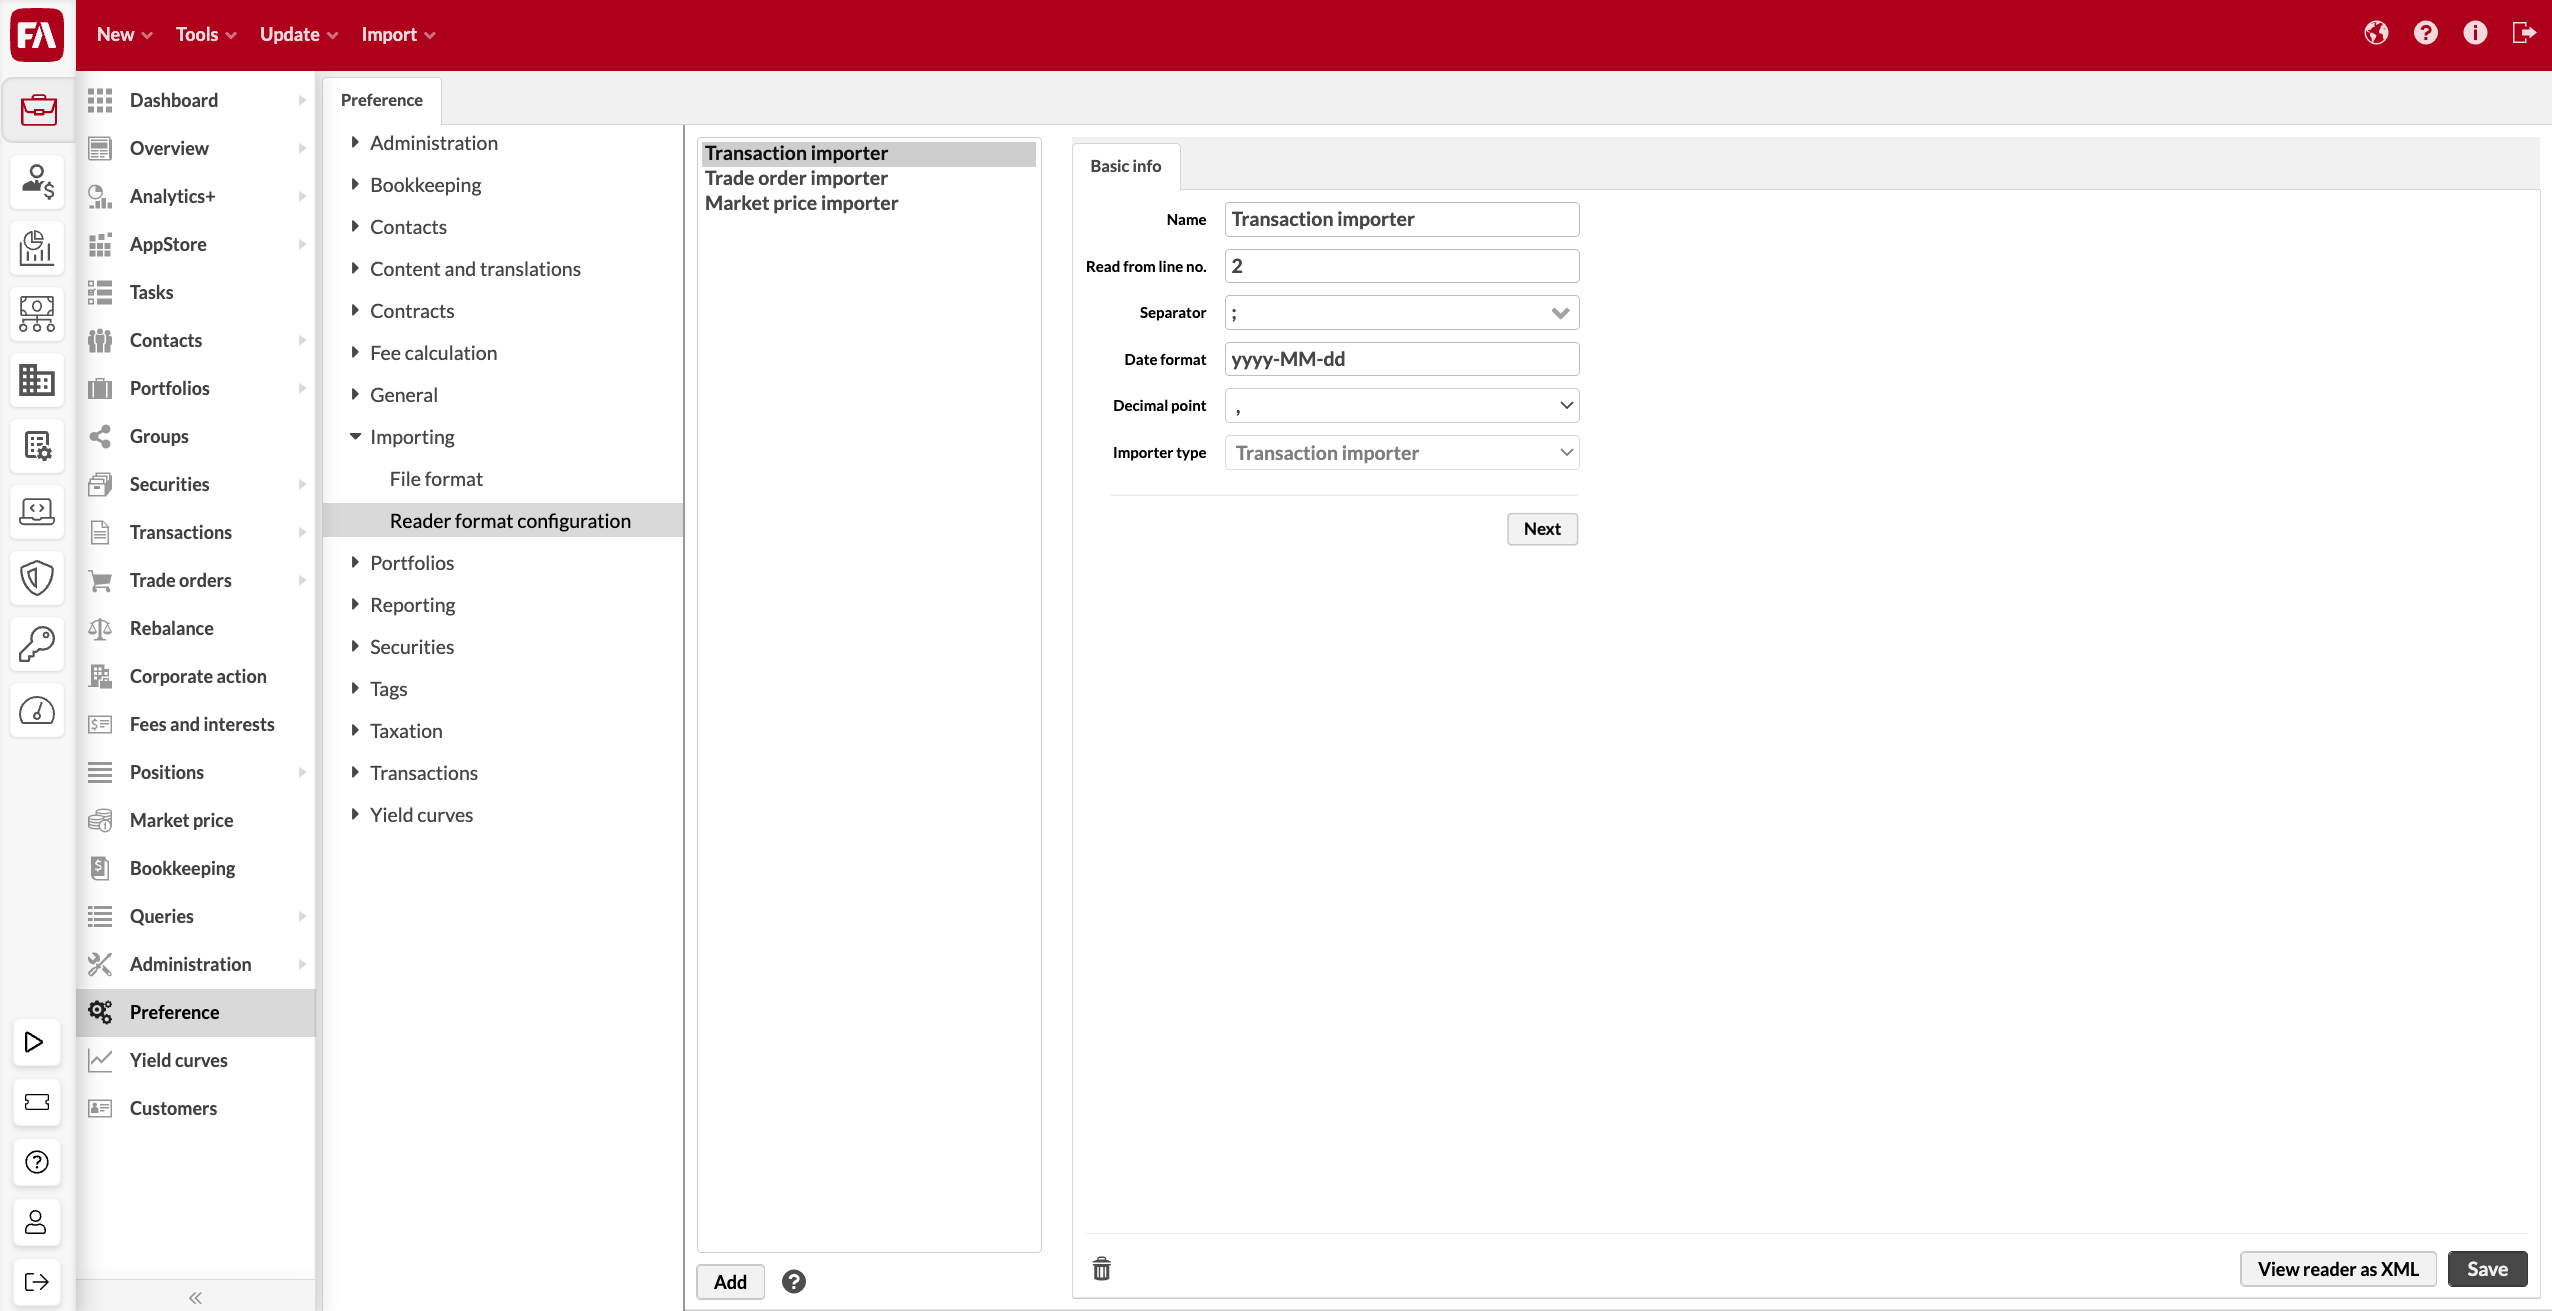 FA
New
Tools
Update
Import
Dashboard
Overview
Analytics+
AppStore
Tasks
Contacts
Portfolios
Groups
Securities
Transactions
Trade orders
Rebalance
Corporate action
Fees and interests
Positions
Market price
Bookkeeping
Queries
Administration
Preference
Yield curves
Customers
Preference
Administration
Bookkeeping
Contacts
Content and translations
Contracts
Fee calculation
General
Importing
File format
Reader format configuration
Portfolios
Reporting
Securities
Tags
Taxation
Transactions
Yield curves
Transaction importer
Trade order importer
Market price importer
Add
Basic info
Name Transaction importer
Read from line no. 2
Separator ;
Date format yyyy-MM-dd
Decimal point ,
Importer type Transaction importer
Next
View reader as XML
Save